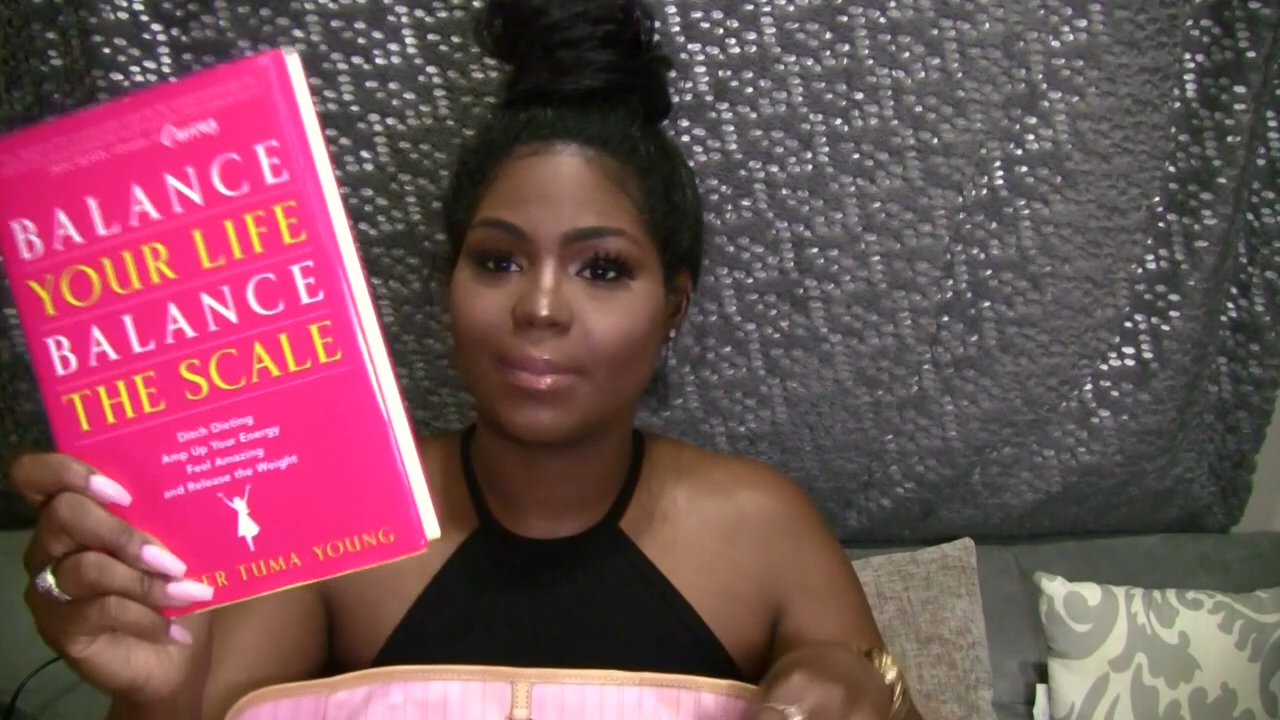 BALANCE
YOUR LIFE
BALANCE
THE SCALE
Ditch Dieting
Amp Up Your Energy
Feel Amazing
and Release the Weight
ER TUMA YOUNG